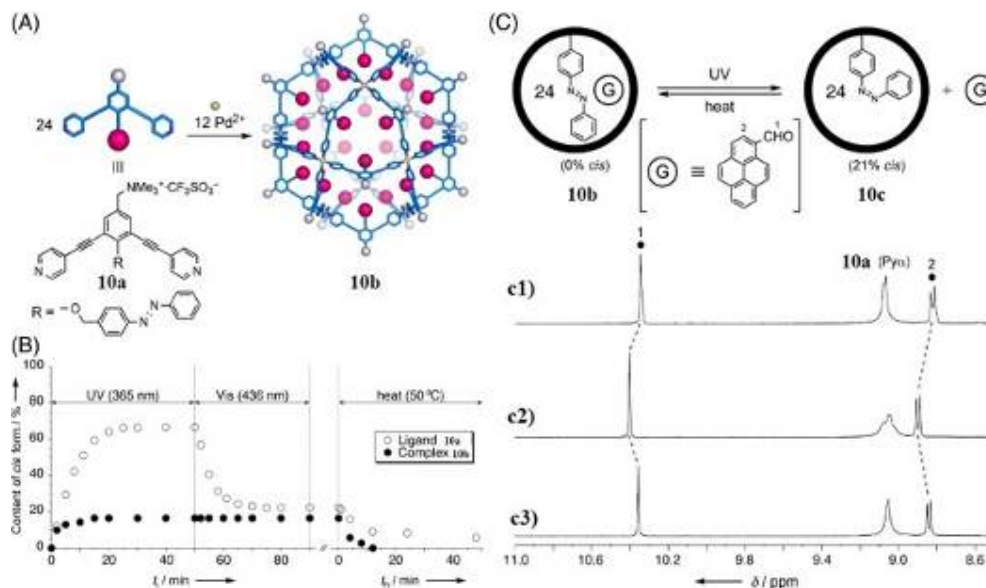 (A)
24
12 Pd²⁺
NMe₃⁺·CF₃SO₃⁻
N
N
R
10a
10b
R = −O
N
N
(B)
Content of cis form / %
100
80
60
40
20
0
UV (365 nm)
Vis (436 nm)
heat (50 °C)
○ Ligand 10a
● Complex 10b
0 20 40 60 80 0 20 40
/ min
/ min
(C)
24
N
N
G
UV
heat
24
N
N
+ G
(0% cis)
10b
G ≡
2
1
CHO
(21% cis)
10c
1
10a (Pyα)
2
c1)
c2)
c3)
11.0 10.6 10.2 9.8 9.4 9.0 8.6
δ / ppm